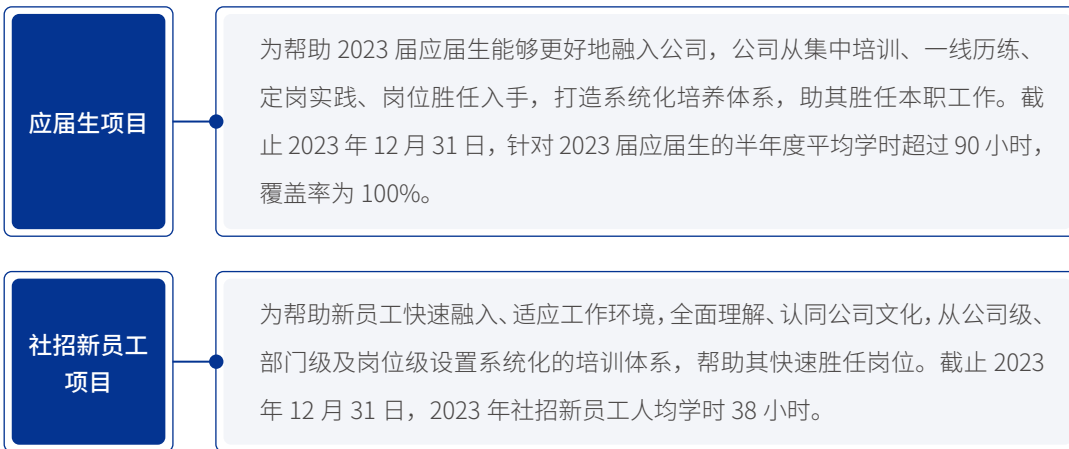 应届生项目
为帮助 2023 届应届生能够更好地融入公司，公司从集中培训、一线历练、
定岗实践、岗位胜任入手，打造系统化培养体系，助其胜任本职工作。截
止 2023 年 12 月 31 日，针对 2023 届应届生的半年度平均学时超过 90 小时，
覆盖率为 100%。
社招新员工
项目
为帮助新员工快速融入、适应工作环境，全面理解、认同公司文化，从公司级、
部门级及岗位级设置系统化的培训体系，帮助其快速胜任岗位。截止 2023
年 12 月 31 日，2023 年社招新员工人均学时 38 小时。